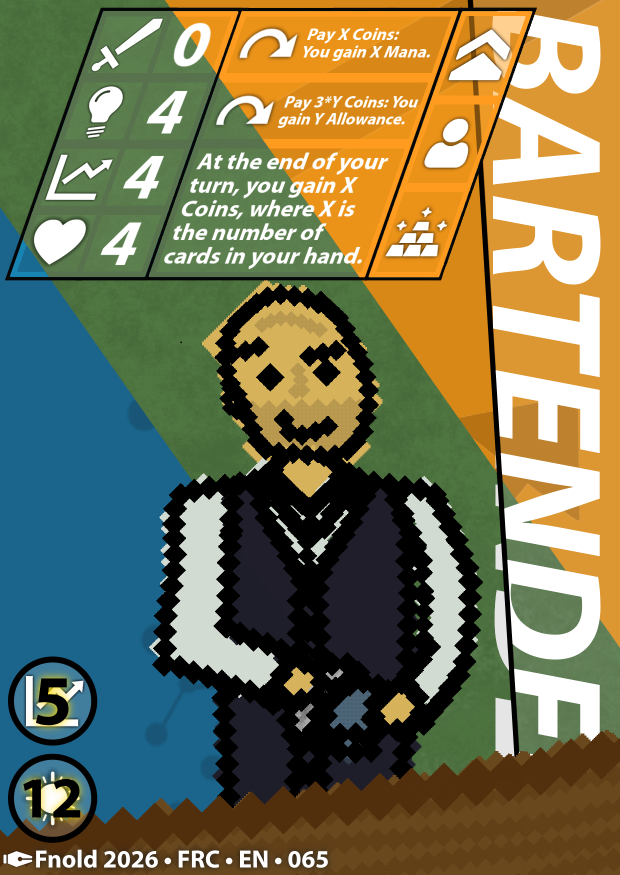 0
4
4
4
Pay X Coins:
You gain X Mana.
Pay 3*Y Coins: You
gain Y Allowance.
At the end of your
turn, you gain X
Coins, where X is
the number of
cards in your hand.
BARTENDE
5
12
Fnold 2026 • FRC • EN • 065